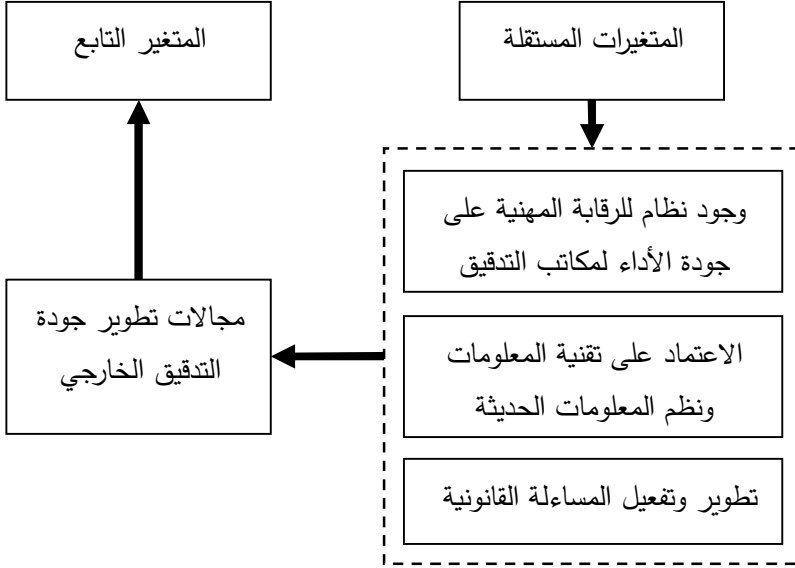 المتغيرات المستقلة
المتغير التابع
وجود نظام للرقابة المهنية على
جودة الأداء لمكاتب التدقيق
الاعتماد على تقنية المعلومات
ونظم المعلومات الحديثة
تطوير وتفعيل المساءلة القانونية
مجالات تطوير جودة
التدقيق الخارجي